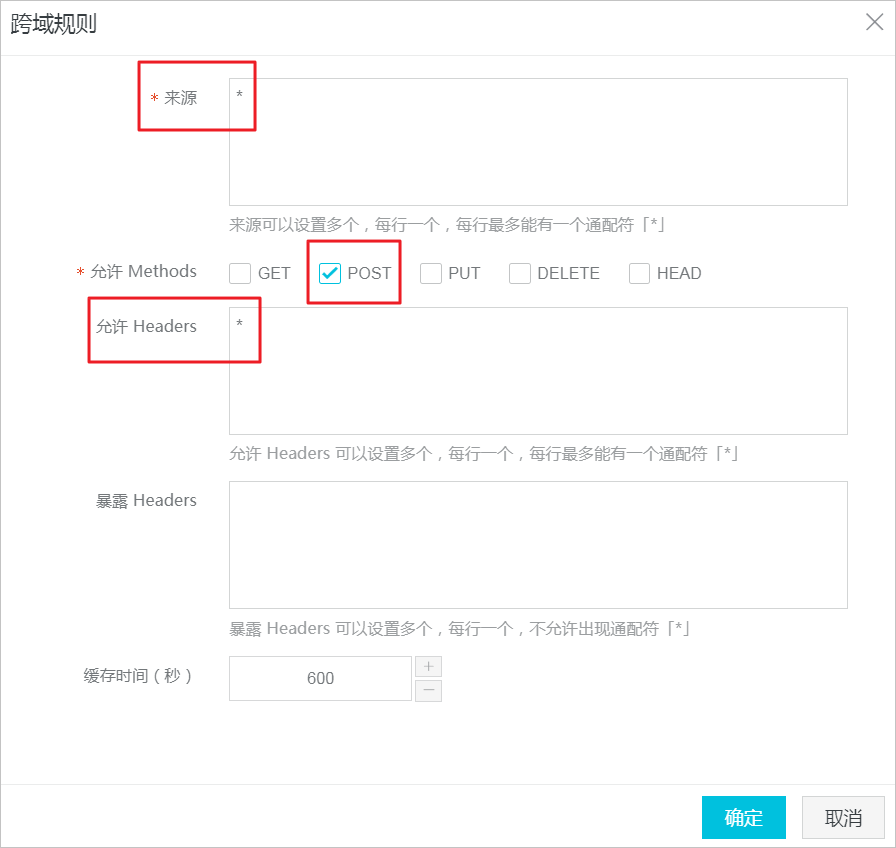 跨域规则
* 来源
*
来源可以设置多个，每行一个，每行最多能有一个通配符「*」
* 允许 Methods GET POST PUT DELETE HEAD
允许 Headers
*
允许 Headers 可以设置多个，每行一个，每行最多能有一个通配符「*」
暴露 Headers
暴露 Headers 可以设置多个，每行一个，不允许出现通配符「*」
缓存时间（秒） 600
确定 取消